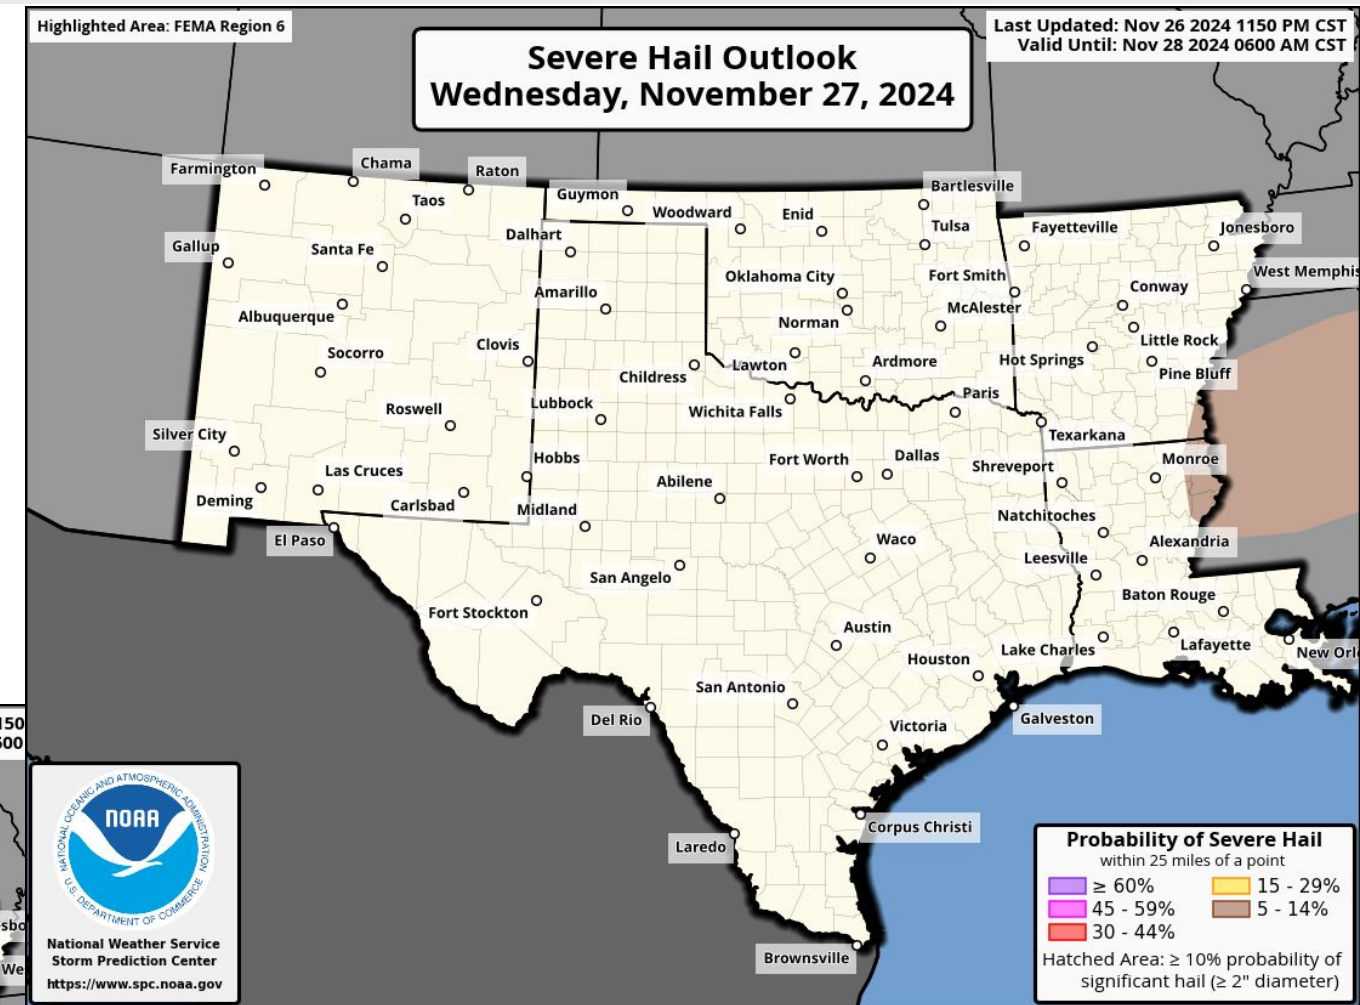 Highlighted Area: FEMA Region 6
Severe Hail Outlook
Wednesday, November 27, 2024
Last Updated: Nov 26 2024 1150 PM CST
Valid Until: Nov 28 2024 0600 AM CST
Farmington
Chama
Raton
Taos
Guymon
Woodward
Enid
Bartlesville
Tulsa
Fayetteville
Jonesboro
Gallup
Santa Fe
Dalhart
Oklahoma City
Fort Smith
West Memphis
Albuquerque
Amarillo
Norman
McAlester
Conway
Socorro
Clovis
Childress
Lawton
Ardmore
Hot Springs
Little Rock
Pine Bluff
Roswell
Lubbock
Wichita Falls
Paris
Texarkana
Silver City
Las Cruces
Hobbs
Abilene
Fort Worth
Dallas
Shreveport
Monroe
Deming
Carlsbad
Midland
Natchitoches
El Paso
San Angelo
Waco
Leesville
Alexandria
Fort Stockton
Austin
Baton Rouge
Houston
Lake Charles
Lafayette
New Orl
Del Rio
San Antonio
Victoria
Galveston
Laredo
Corpus Christi
Brownsville
150
600
sbo
We
NATIONAL OCEANIC AND ATMOSPHERIC ADMINISTRATION
NOAA
U.S. DEPARTMENT OF COMMERCE
National Weather Service
Storm Prediction Center
https://www.spc.noaa.gov
Probability of Severe Hail
within 25 miles of a point
≥ 60%
15 - 29%
45 - 59%
5 - 14%
30 - 44%
Hatched Area: ≥ 10% probability of
significant hail (≥ 2" diameter)